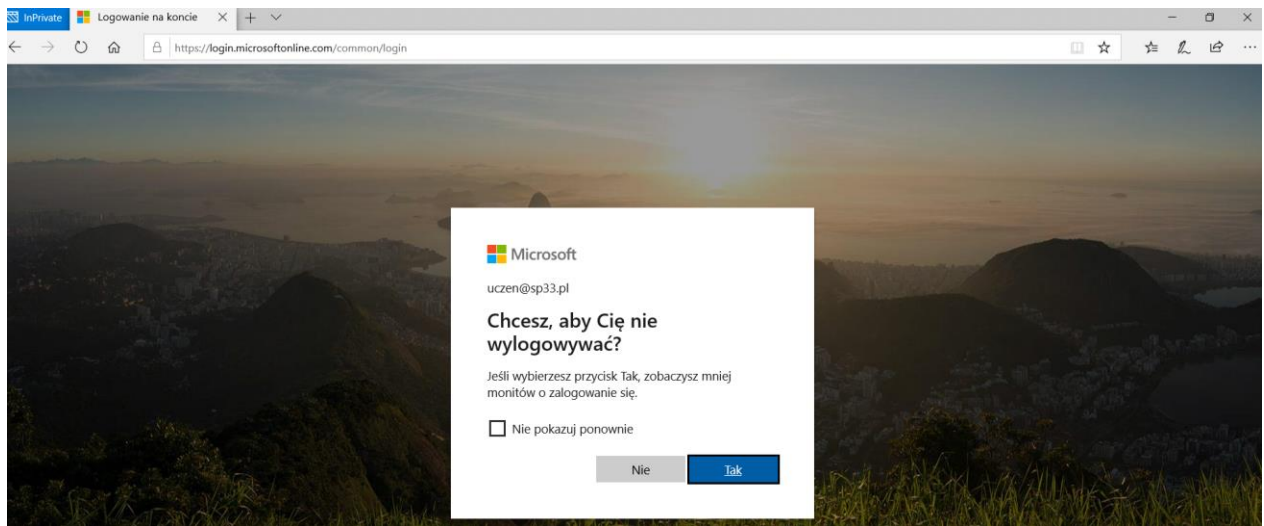 InPrivate
Logowanie na koncie
https://login.microsoftonline.com/common/login
Microsoft
uczen@sp33.pl
Chcesz, aby Cię nie
wylogowywać?
Jeśli wybierzesz przycisk Tak, zobaczysz mniej
monitów o zalogowanie się.
Nie pokazuj ponownie
Nie
Tak